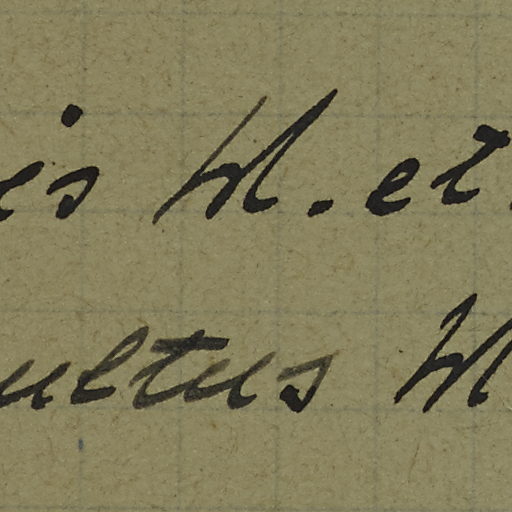 is M. et
ultus M